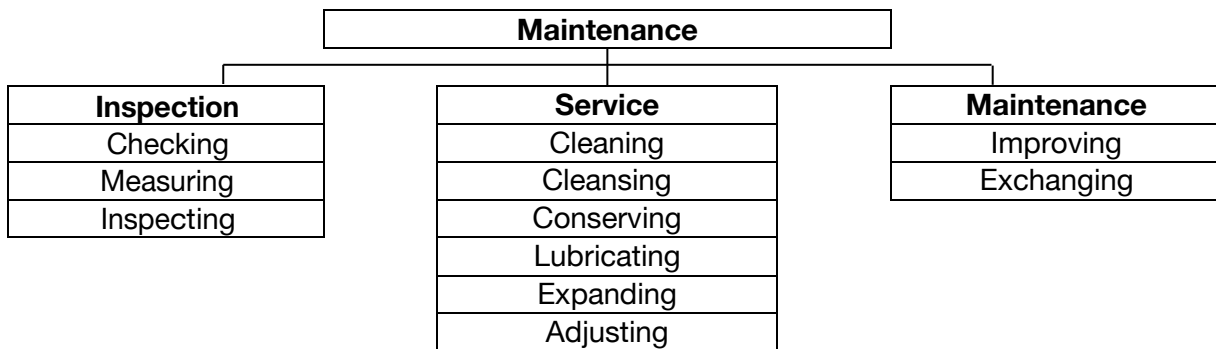 Maintenance
Inspection
Checking
Measuring
Inspecting
Service
Cleaning
Cleansing
Conserving
Lubricating
Expanding
Adjusting
Maintenance
Improving
Exchanging